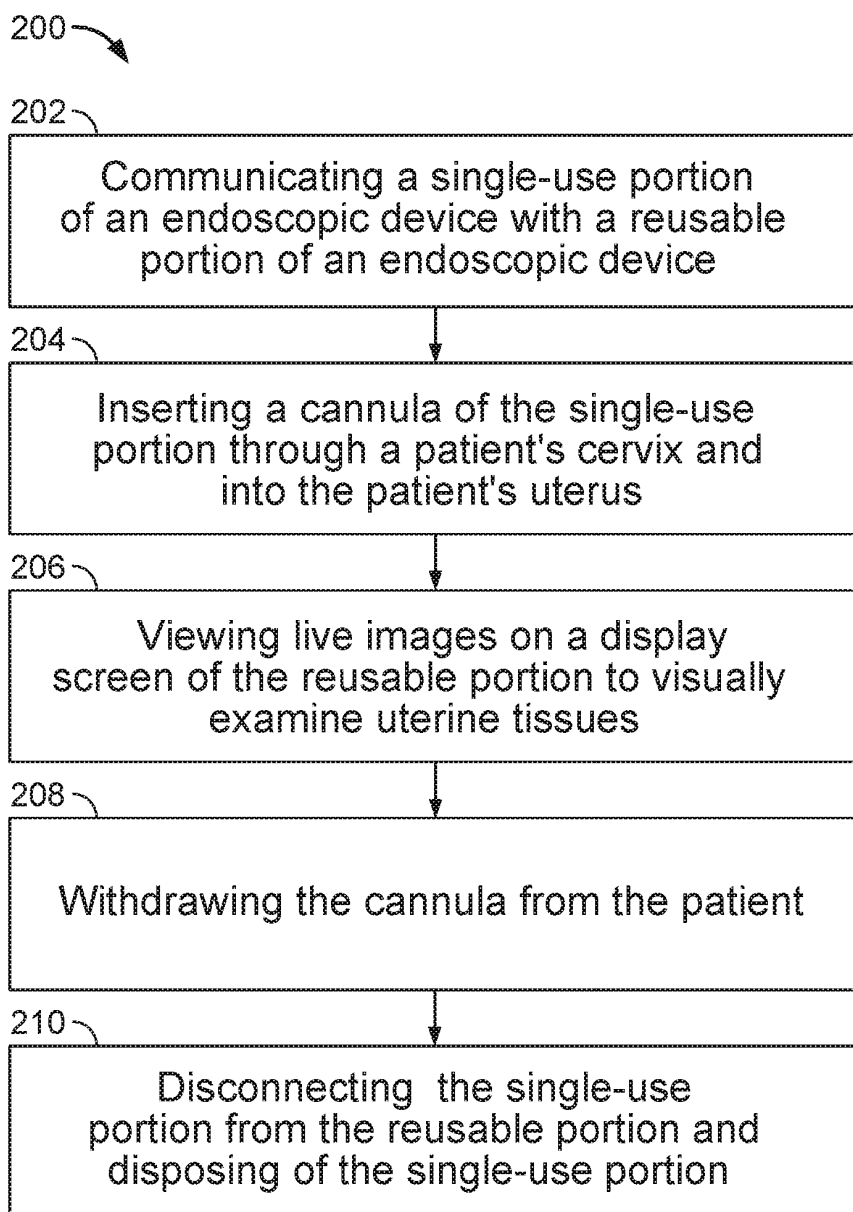 200
202
Communicating a single-use portion
of an endoscopic device with a reusable
portion of an endoscopic device
204
Inserting a cannula of the single-use
portion through a patient's cervix and
into the patient's uterus
206
Viewing live images on a display
screen of the reusable portion to visually
examine uterine tissues
208
Withdrawing the cannula from the patient
210
Disconnecting the single-use
portion from the reusable portion and
disposing of the single-use portion